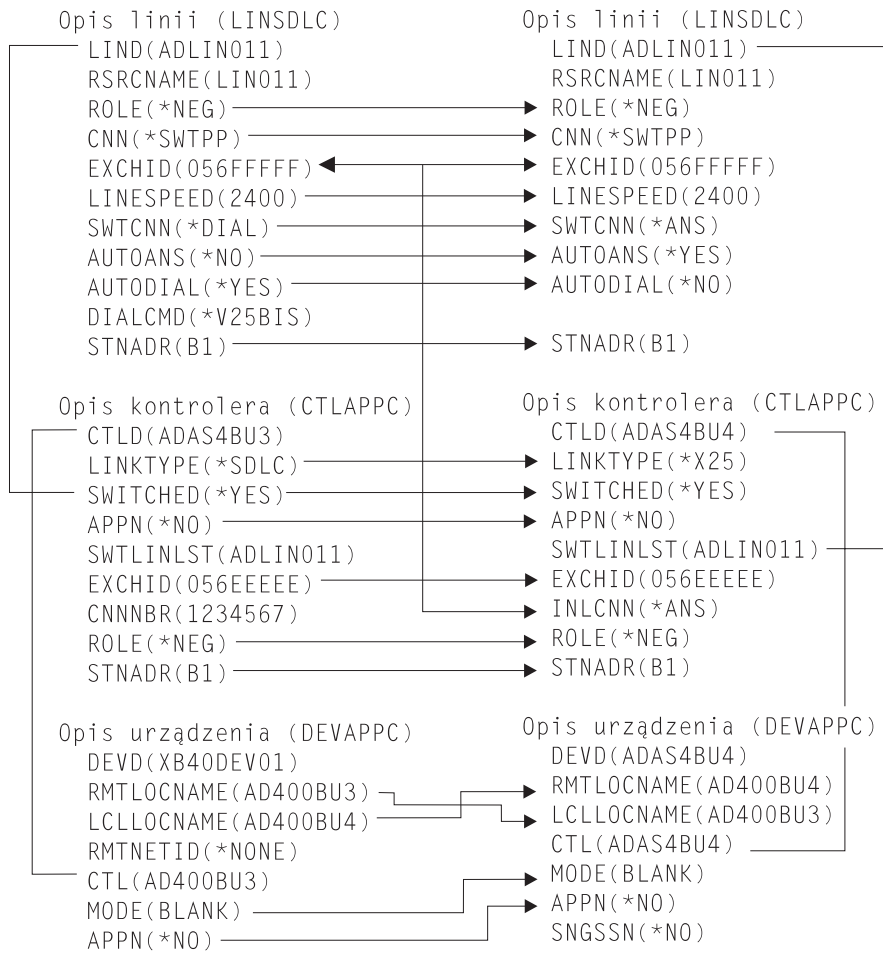 Opis linii (LINSDLC)
LIND(ADLIN011)
RSRCNAME(LIN011)
ROLE(*NEG)
CNN(*SWTPP)
EXCHID(056FFFFF)
LINESPEED(2400)
SWTCNN(*DIAL)
AUTOANS(*NO)
AUTODIAL(*YES)
DIALCMD(*V25BIS)
STNADR(B1)
Opis kontrolera (CTLAPPC)
CTLD(ADAS4BU3)
LINKTYPE(*SDLC)
SWITCHED(*YES)
APPN(*NO)
SWTLINLST(ADLIN011)
EXCHID(056EEEEE)
CNNNBR(1234567)
ROLE(*NEG)
STNADR(B1)
Opis urządzenia (DEVAPPC)
DEVD(XB40DEV01)
RMTLOCNAME(AD400BU3)
LCLLOCNAME(AD400BU4)
RMTNETID(*NONE)
CTL(AD400BU3)
MODE(BLANK)
APPN(*NO)
Opis linii (LINSDLC)
LIND(ADLIN011)
RSRCNAME(LIN011)
ROLE(*NEG)
CNN(*SWTPP)
EXCHID(056FFFFF)
LINESPEED(2400)
SWTCNN(*ANS)
AUTOANS(*YES)
AUTODIAL(*NO)
STNADR(B1)
Opis kontrolera (CTLAPPC)
CTLD(ADAS4BU4)
LINKTYPE(*X25)
SWITCHED(*YES)
APPN(*NO)
SWTLINLST(ADLIN011)
EXCHID(056EEEEE)
INLCNN(*ANS)
ROLE(*NEG)
STNADR(B1)
Opis urządzenia (DEVAPPC)
DEVD(ADAS4BU4)
RMTLOCNAME(AD400BU4)
LCLLOCNAME(AD400BU3)
CTL(ADAS4BU4)
MODE(BLANK)
APPN(*NO)
SNGSSN(*NO)